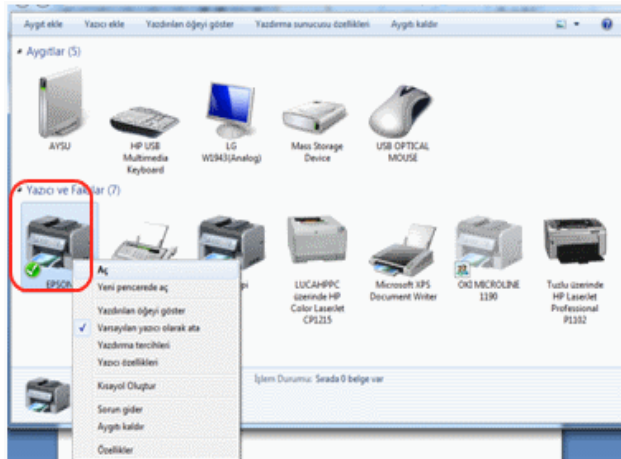 Aygıt ekle Yazıcı ekle Yazdırılan öğeyi göster Yazdırma sunucusu özellikleri Aygıtı kaldır
Aygıtlar (5)
AYSU
HP USB
Multimedia
Keyboard
LG
W1943(Analog)
Mass Storage
Device
USB OPTICAL
MOUSE
Yazıcı ve Fakslar (7)
EPSON
LUCAHPPC
üzerinde HP
Color LaserJet
CP1215
Microsoft XPS
Document Writer
OKI MICROLINE
1190
Tuzlu üzerinde
HP LaserJet
Professional
P1102
Aç
Yeni pencerede aç
Yazdırılan öğeyi göster
Varsayılan yazıcı olarak ata
Yazdırma tercihleri
Yazıcı özellikleri
Kısayol Oluştur
Sorun gider
Aygıtı kaldır
Özellikler
İşlem Durumu: Sırada 0 belge var